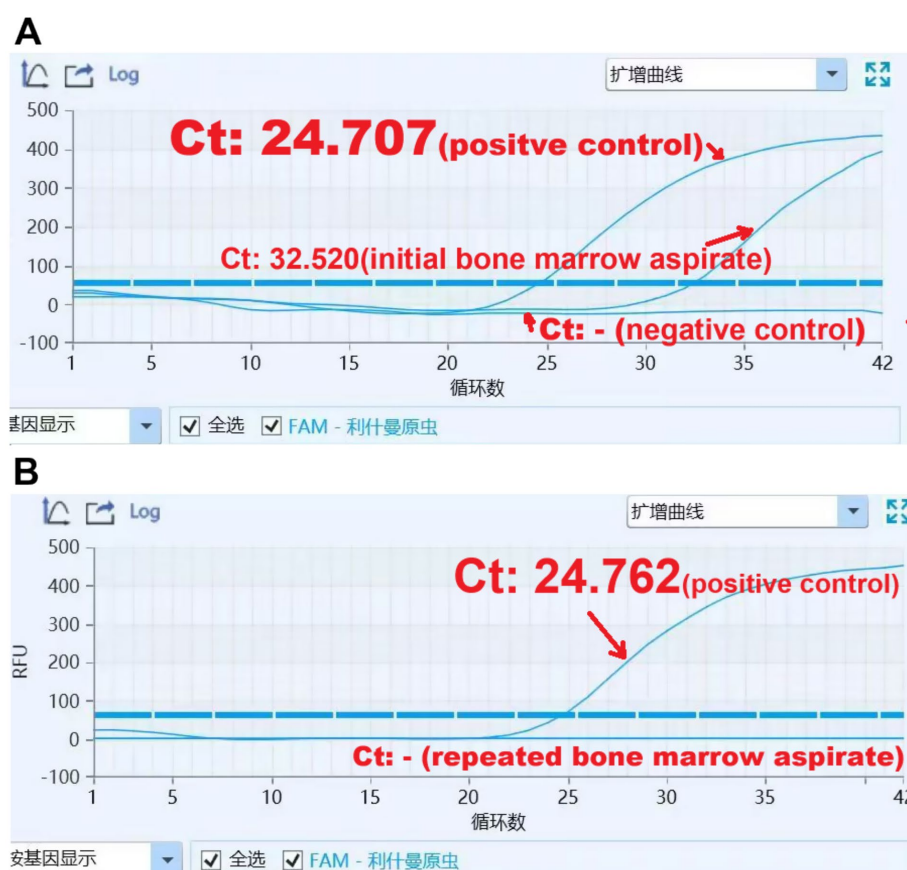 A
Log
扩增曲线
500
Ct: 24.707(positve control)
400
300
200
Ct: 32.520(initial bone marrow aspirate)
100
0
Ct: - (negative control)
-100
1 5 10 15 20 25 30 35 42
循环数
基因显示 全选 FAM - 利什曼原虫
B
Log
扩增曲线
500
Ct: 24.762(positive control)
400
300
RFU
200
100
0
Ct: - (repeated bone marrow aspirate)
-100
1 5 10 15 20 25 30 35 42
循环数
按基因显示 全选 FAM - 利什曼原虫